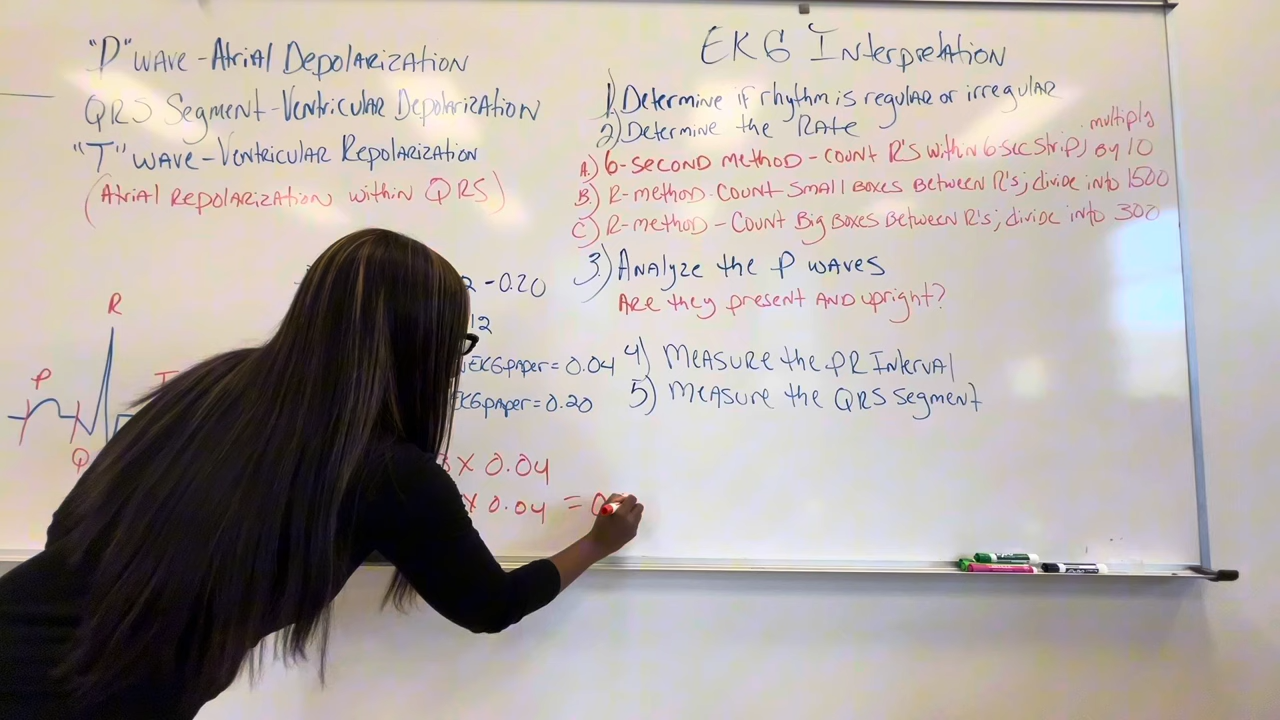 "P" WAVE - Atrial Depolarization
QRS Segment - Ventricular Depolarization
"T" WAVE - Ventricular Repolarization
(Atrial Repolarization within QRS)
- 0.20
12
EKG paper = 0.04
EKG paper = 0.20
X 0.04
X 0.04 = 0
R
P
T
Q
EKG Interpretation
1) Determine if rhythm is regular or irregular
2) Determine the Rate
A.) 6-second method - count R's within 6-sec strip; multiply by 10
B.) R-method - Count small boxes between R's; divide into 1500
C.) R-method - Count Big Boxes Between R's; divide into 300
3.) Analyze the P waves
Are they present AND upright?
4) Measure the PR Interval
5) Measure the QRS segment